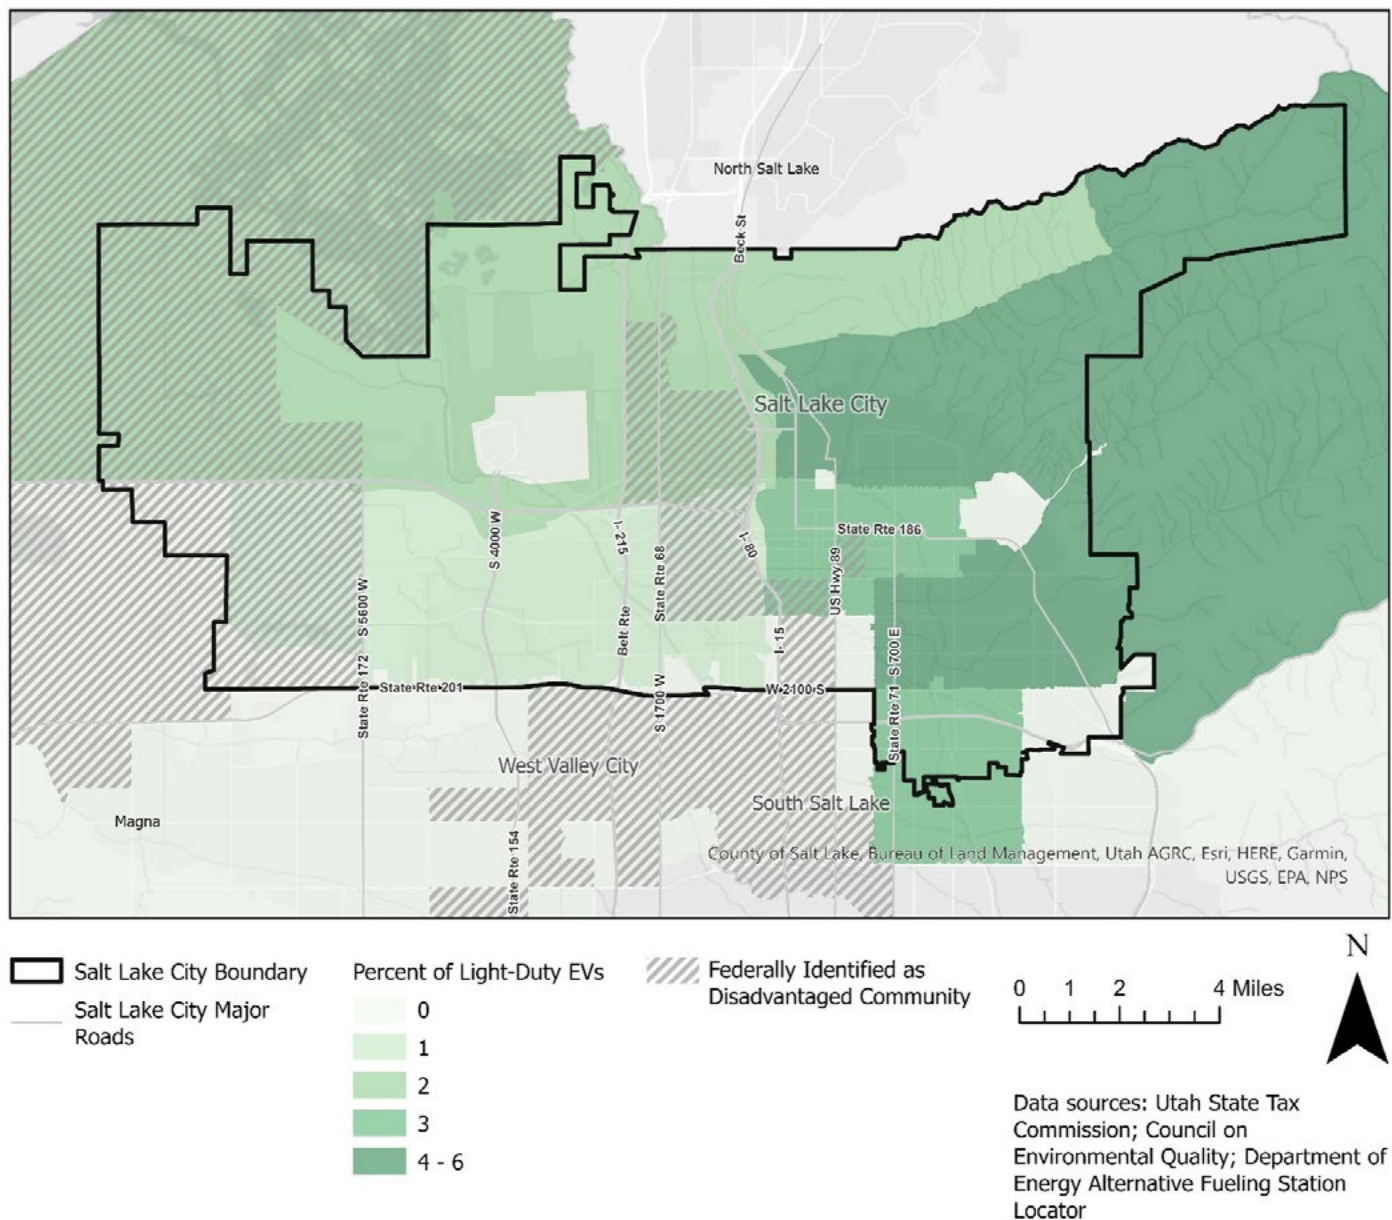 North Salt Lake
Beck St
Salt Lake City
State Rte 186
S 4000 W
I- 215
State Rte 68
I- 80
US Hwy 89
S 5600 W
Belt Rte
I- 15
S 700 E
State Rte 172
State Rte 201
S 1700 W
W 2100 S
State Rte 71
West Valley City
South Salt Lake
Magna
State Rte 154
County of Salt Lake, Bureau of Land Management, Utah AGRC, Esri, HERE, Garmin,
USGS, EPA, NPS
Salt Lake City Boundary
Salt Lake City Major
Roads
Percent of Light-Duty EVs
0
1
2
3
4 - 6
Federally Identified as
Disadvantaged Community
0 1 2 4 Miles
N
Data sources: Utah State Tax
Commission; Council on
Environmental Quality; Department of
Energy Alternative Fueling Station
Locator